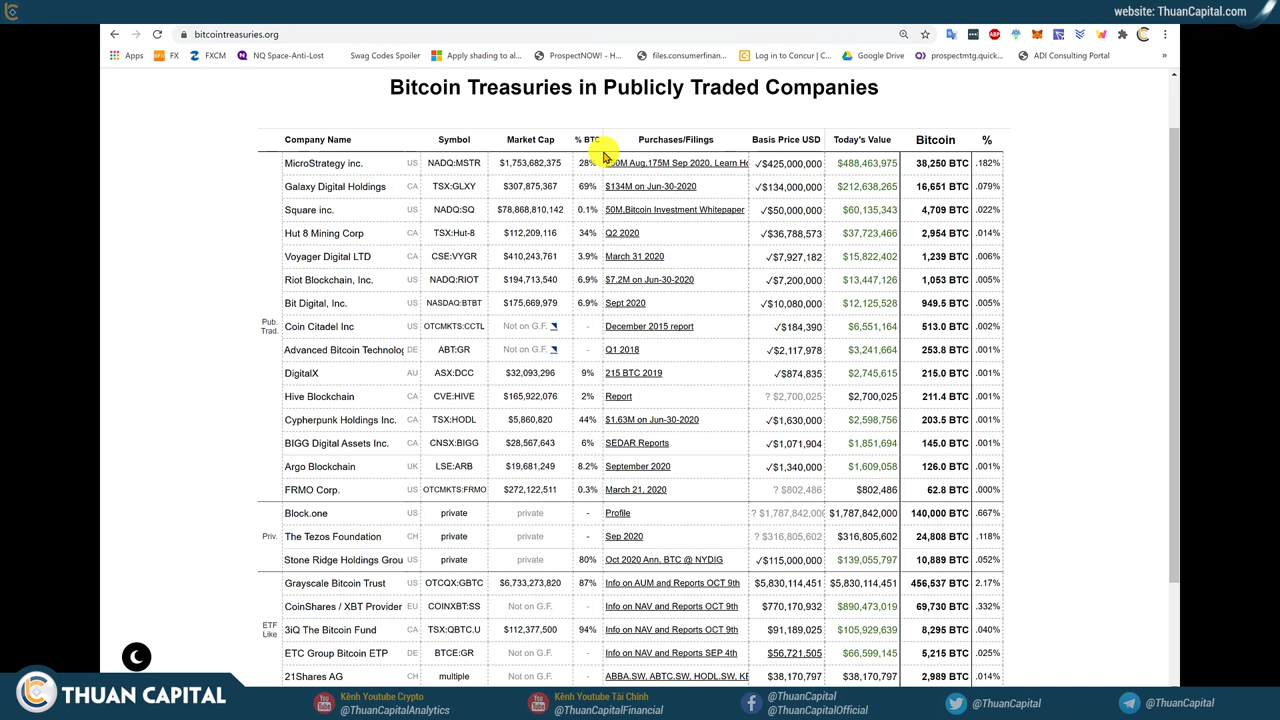 website: ThuanCapital.com
bitcointreasuries.org
Apps FX FXCM NQ Space-Anti-Lost Swag Codes Spoiler Apply shading to al... ProspectNOW! - H... files.consumerfinan... Log in to Concur | C... Google Drive prospectmtg.quick... ADI Consulting Portal »
Bitcoin Treasuries in Publicly Traded Companies
Company Name Symbol Market Cap % BTC Purchases/Filings Basis Price USD Today's Value Bitcoin %
MicroStrategy inc. US NADQ:MSTR $1,753,682,375 28% Aug,175M Sep 2020, Learn Ho ✓$425,000,000 $488,463,975 38,250 BTC .182%
Galaxy Digital Holdings CA TSX:GLXY $307,875,367 69% $134M on Jun-30-2020 ✓$134,000,000 $212,638,265 16,651 BTC .079%
Square inc. US NADQ:SQ $78,868,810,142 0.1% 50M,Bitcoin Investment Whitepaper ✓$50,000,000 $60,135,343 4,709 BTC .022%
Hut 8 Mining Corp CA TSX:Hut-8 $112,209,116 34% Q2 2020 ✓$36,788,573 $37,723,466 2,954 BTC .014%
Voyager Digital LTD CA CSE:VYGR $410,243,761 3.9% March 31 2020 ✓$7,927,182 $15,822,402 1,239 BTC .006%
Riot Blockchain, Inc. US NADQ:RIOT $194,713,540 6.9% $7.2M on Jun-30-2020 ✓$7,200,000 $13,447,126 1,053 BTC .005%
Bit Digital, Inc. US NASDAQ:BTBT $175,669,979 6.9% Sept 2020 ✓$10,080,000 $12,125,528 949.5 BTC .005%
Pub. Trad. Coin Citadel Inc US OTCMKTS:CCTL Not on G.F. - December 2015 report ✓$184,390 $6,551,164 513.0 BTC .002%
Advanced Bitcoin Technolog DE ABT:GR Not on G.F. - Q1 2018 ✓$2,117,978 $3,241,664 253.8 BTC .001%
DigitalX AU ASX:DCC $32,093,296 9% 215 BTC 2019 ✓$874,835 $2,745,615 215.0 BTC .001%
Hive Blockchain CA CVE:HIVE $165,922,076 2% Report ? $2,700,025 $2,700,025 211.4 BTC .001%
Cypherpunk Holdings Inc. CA TSX:HODL $5,860,820 44% $1.63M on Jun-30-2020 ✓$1,630,000 $2,598,756 203.5 BTC .001%
BIGG Digital Assets Inc. CA CNSX:BIGG $28,567,643 6% SEDAR Reports ✓$1,071,904 $1,851,694 145.0 BTC .001%
Argo Blockchain UK LSE:ARB $19,681,249 8.2% September 2020 ✓$1,340,000 $1,609,058 126.0 BTC .001%
FRMO Corp. US OTCMKTS:FRMO $272,122,511 0.3% March 21, 2020 ? $802,486 $802,486 62.8 BTC .000%
Block.one US private private - Profile ? $1,787,842,000 $1,787,842,000 140,000 BTC .667%
Priv. The Tezos Foundation CH private private - Sep 2020 ? $316,805,602 $316,805,602 24,808 BTC .118%
Stone Ridge Holdings Grou US private private 80% Oct 2020 Ann. BTC @ NYDIG ✓$115,000,000 $139,055,797 10,889 BTC .052%
Grayscale Bitcoin Trust US OTCQX:GBTC $6,733,273,820 87% Info on AUM and Reports OCT 9th $5,830,114,451 $5,830,114,451 456,537 BTC 2.17%
CoinShares / XBT Provider EU COINXBT:SS Not on G.F. - Info on NAV and Reports OCT 9th $770,170,932 $890,473,019 69,730 BTC .332%
ETF Like 3iQ The Bitcoin Fund CA TSX:QBTC.U $112,377,500 94% Info on NAV and Reports OCT 9th $91,189,025 $105,929,639 8,295 BTC .040%
ETC Group Bitcoin ETP DE BTCE:GR Not on G.F. - Info on NAV and Reports SEP 4th $56,721,505 $66,599,145 5,215 BTC .025%
21Shares AG CH multiple Not on G.F. - ABBA.SW, ABTC.SW, HODL.SW, KE $38,170,797 $38,170,797 2,989 BTC .014%
THUAN CAPITAL
Kênh Youtube Crypto
@ThuanCapitalAnalytics
Kênh Youtube Tài Chính
@ThuanCapitalFinancial
@ThuanCapital
@ThuanCapitalOfficial
@ThuanCapital
@ThuanCapital